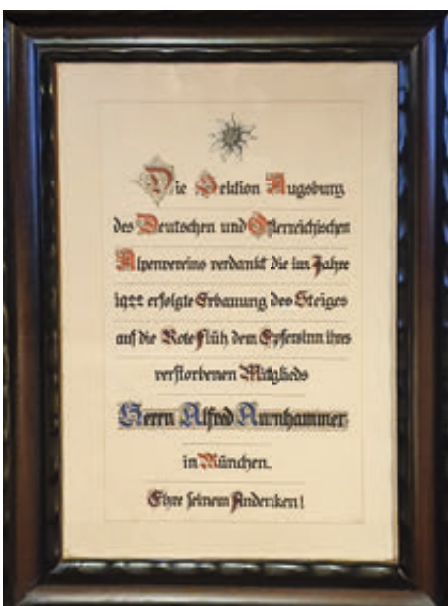 Die Sektion Augsburg
des Deutschen und Österreichischen
Alpenvereins verdankt die im Jahre
1922 erfolgte Erbauung des Steiges
auf die Rote Flüh dem Opfersinn ihres
verstorbenen Mitglieds
Herrn Alfred Aurnhammer
in München.
Ehre seinem Andenken!